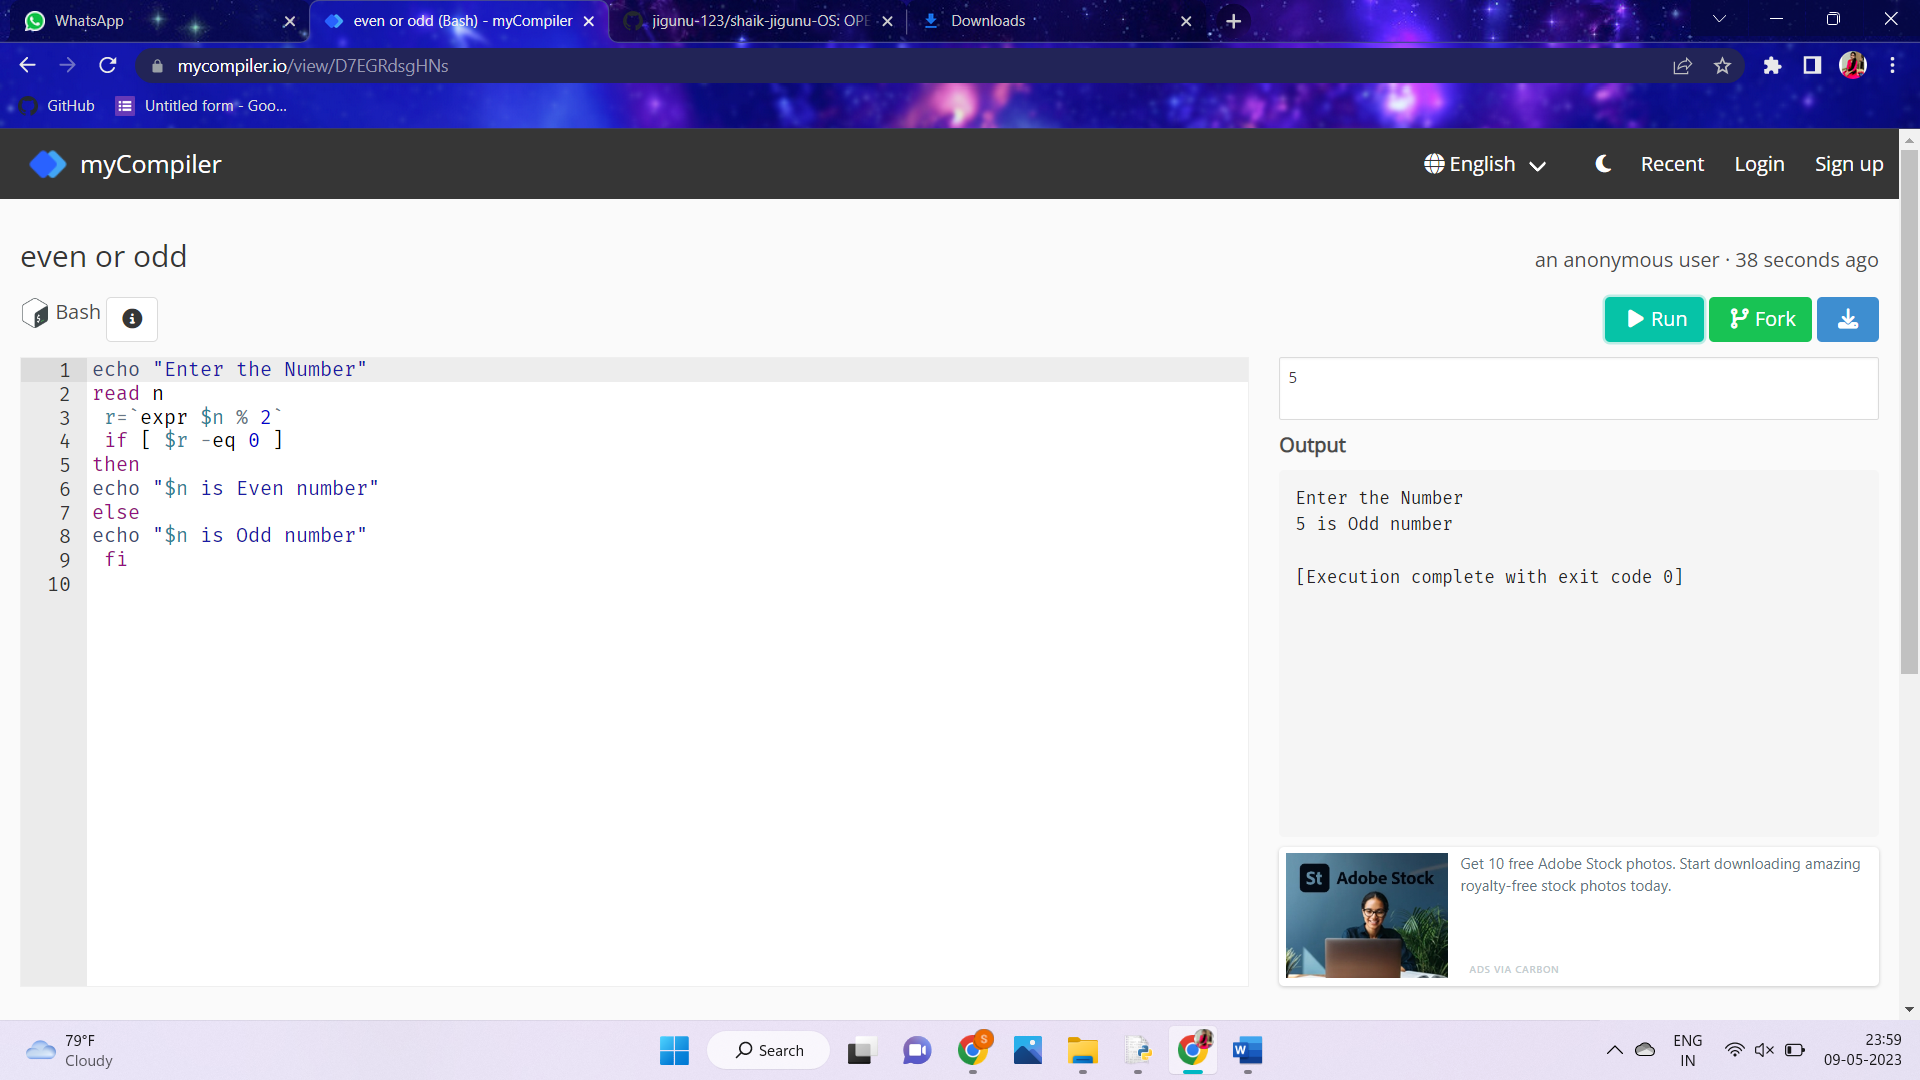 WhatsApp
even or odd (Bash) - myCompiler
jigunu-123/shaik-jigunu-OS: OPE
Downloads
mycompiler.io/view/D7EGRdsgHNs
GitHub
Untitled form - Goo...
myCompiler
English
Recent
Login
Sign up
even or odd
an anonymous user · 38 seconds ago
Bash
Run
Fork
1 echo "Enter the Number"
2 read n
3 r=`expr $n % 2`
4 if [ $r -eq 0 ]
5 then
6 echo "$n is Even number"
7 else
8 echo "$n is Odd number"
9 fi
10
5
Output
Enter the Number
5 is Odd number
[Execution complete with exit code 0]
St Adobe Stock
Get 10 free Adobe Stock photos. Start downloading amazing
royalty-free stock photos today.
ADS VIA CARBON
79°F
Cloudy
Search
S
W
ENG
IN
23:59
09-05-2023